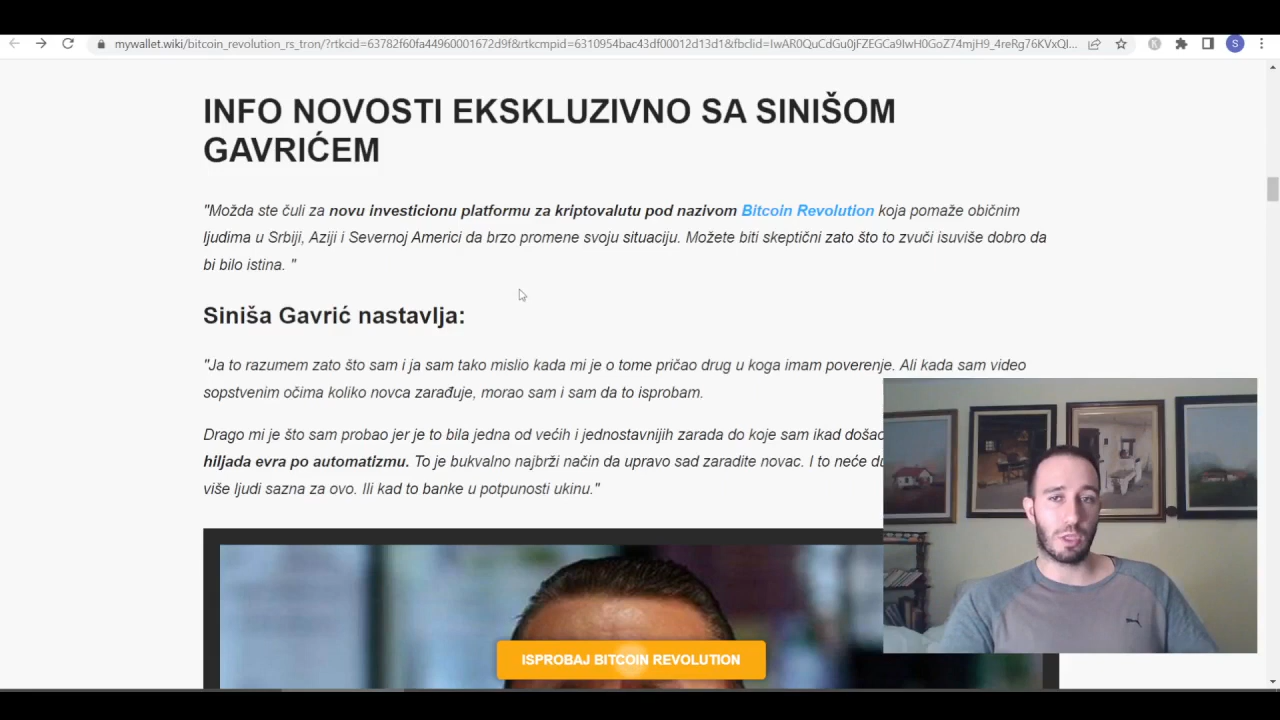 mywallet.wiki/bitcoin_revolution_rs_tron/?rtkcid=63782f60fa44960001672d9f&rtkcmpid=6310954bac43df00012d13d1&fbclid=IwAR0QuCdGu0jFZEGCa9IwH0GoZ74mjH9_4reRg76KVxQI...
K
S
INFO NOVOSTI EKSKLUZIVNO SA SINIŠOM
GAVRIĆEM
"Možda ste čuli za novu investicionu platformu za kriptovalutu pod nazivom Bitcoin Revolution koja pomaže običnim
ljudima u Srbiji, Aziji i Severnoj Americi da brzo promene svoju situaciju. Možete biti skeptični zato što to zvuči isuviše dobro da
bi bilo istina. "
Siniša Gavrić nastavlja:
"Ja to razumem zato što sam i ja sam tako mislio kada mi je o tome pričao drug u koga imam poverenje. Ali kada sam video
sopstvenim očima koliko novca zarađuje, morao sam i sam da to isprobam.
Drago mi je što sam probao jer je to bila jedna od većih i jednostavnijih zarada do koje sam ikad došao
hiljada evra po automatizmu. To je bukvalno najbrži način da upravo sad zaradite novac. I to neće
više ljudi sazna za ovo. Ili kad to banke u potpunosti ukinu."
ISPROBAJ BITCOIN REVOLUTION